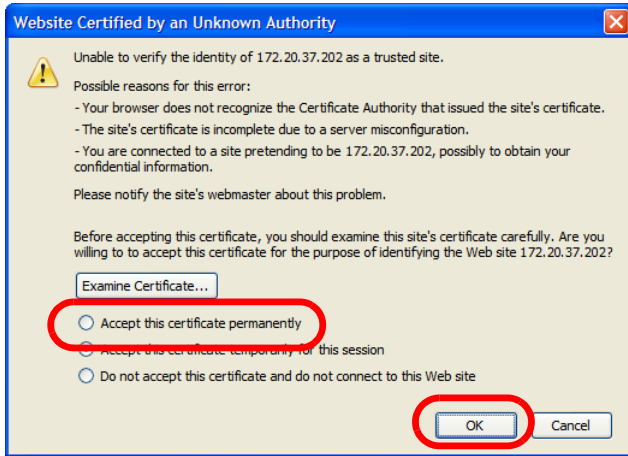 Website Certified by an Unknown Authority
Unable to verify the identity of 172.20.37.202 as a trusted site.
Possible reasons for this error:
- Your browser does not recognize the Certificate Authority that issued the site's certificate.
- The site's certificate is incomplete due to a server misconfiguration.
- You are connected to a site pretending to be 172.20.37.202, possibly to obtain your
confidential information.
Please notify the site's webmaster about this problem.
Before accepting this certificate, you should examine this site's certificate carefully. Are you
willing to to accept this certificate for the purpose of identifying the Web site 172.20.37.202?
Examine Certificate...
Accept this certificate permanently
Accept this certificate temporarily for this session
Do not accept this certificate and do not connect to this Web site
OK
Cancel